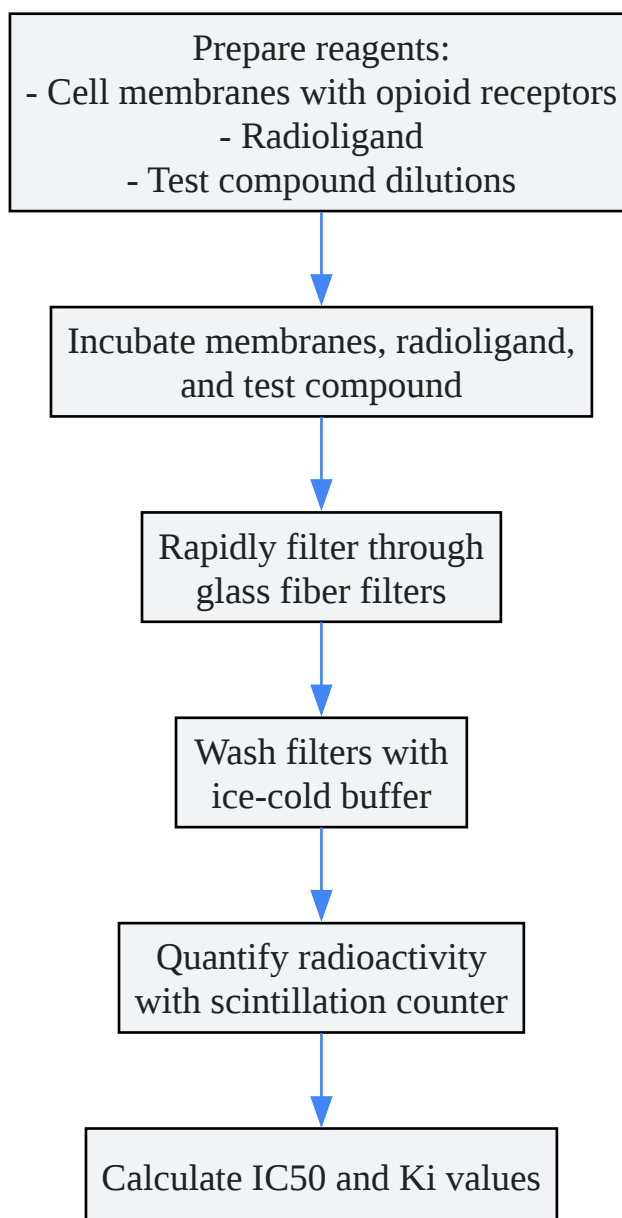 Prepare reagents:
- Cell membranes with opioid receptors
- Radioligand
- Test compound dilutions
Incubate membranes, radioligand,
and test compound
Rapidly filter through
glass fiber filters
Wash filters with
ice-cold buffer
Quantify radioactivity
with scintillation counter
Calculate IC50 and Ki values